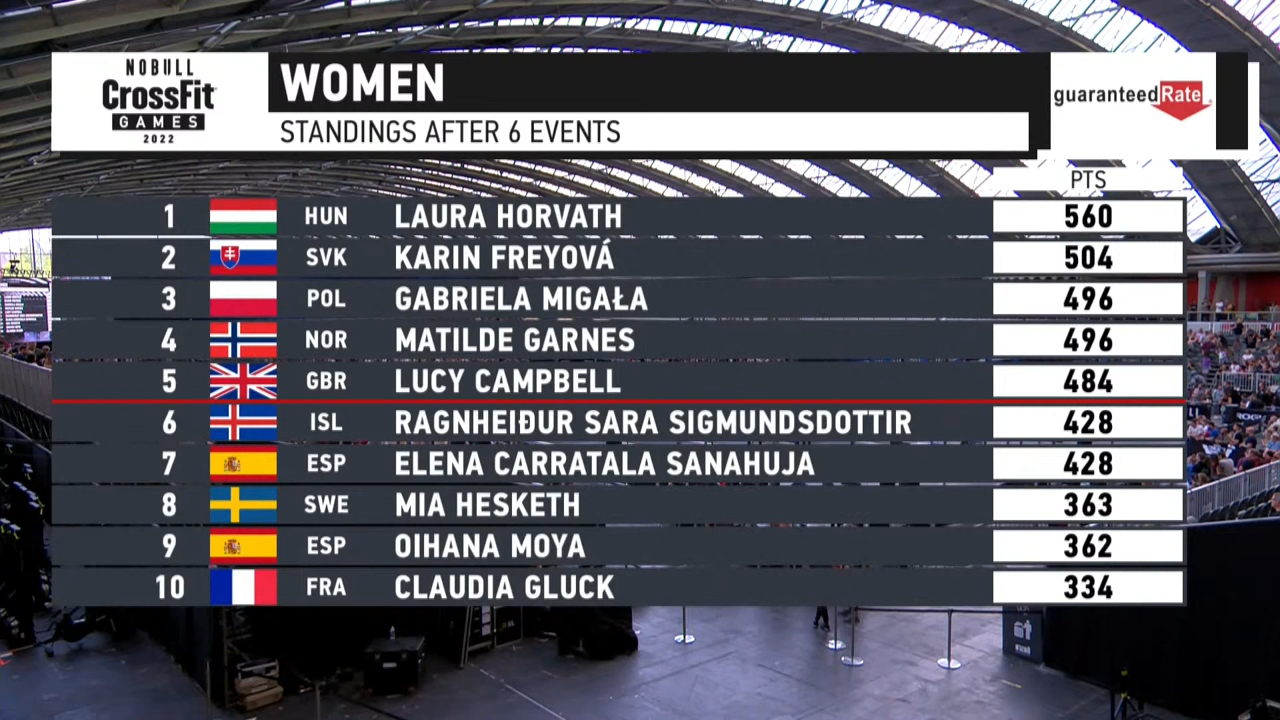 NOBULL
CrossFit
GAMES
2022
WOMEN
STANDINGS AFTER 6 EVENTS
guaranteedRate
PTS
1 HUN LAURA HORVATH 560
2 SVK KARIN FREYOVÁ 504
3 POL GABRIELA MIGAŁA 496
4 NOR MATILDE GARNES 496
5 GBR LUCY CAMPBELL 484
6 ISL RAGNHEIÐUR SARA SIGMUNDSDOTTIR 428
7 ESP ELENA CARRATALA SANAHUJA 428
8 SWE MIA HESKETH 363
9 ESP OIHANA MOYA 362
10 FRA CLAUDIA GLUCK 334